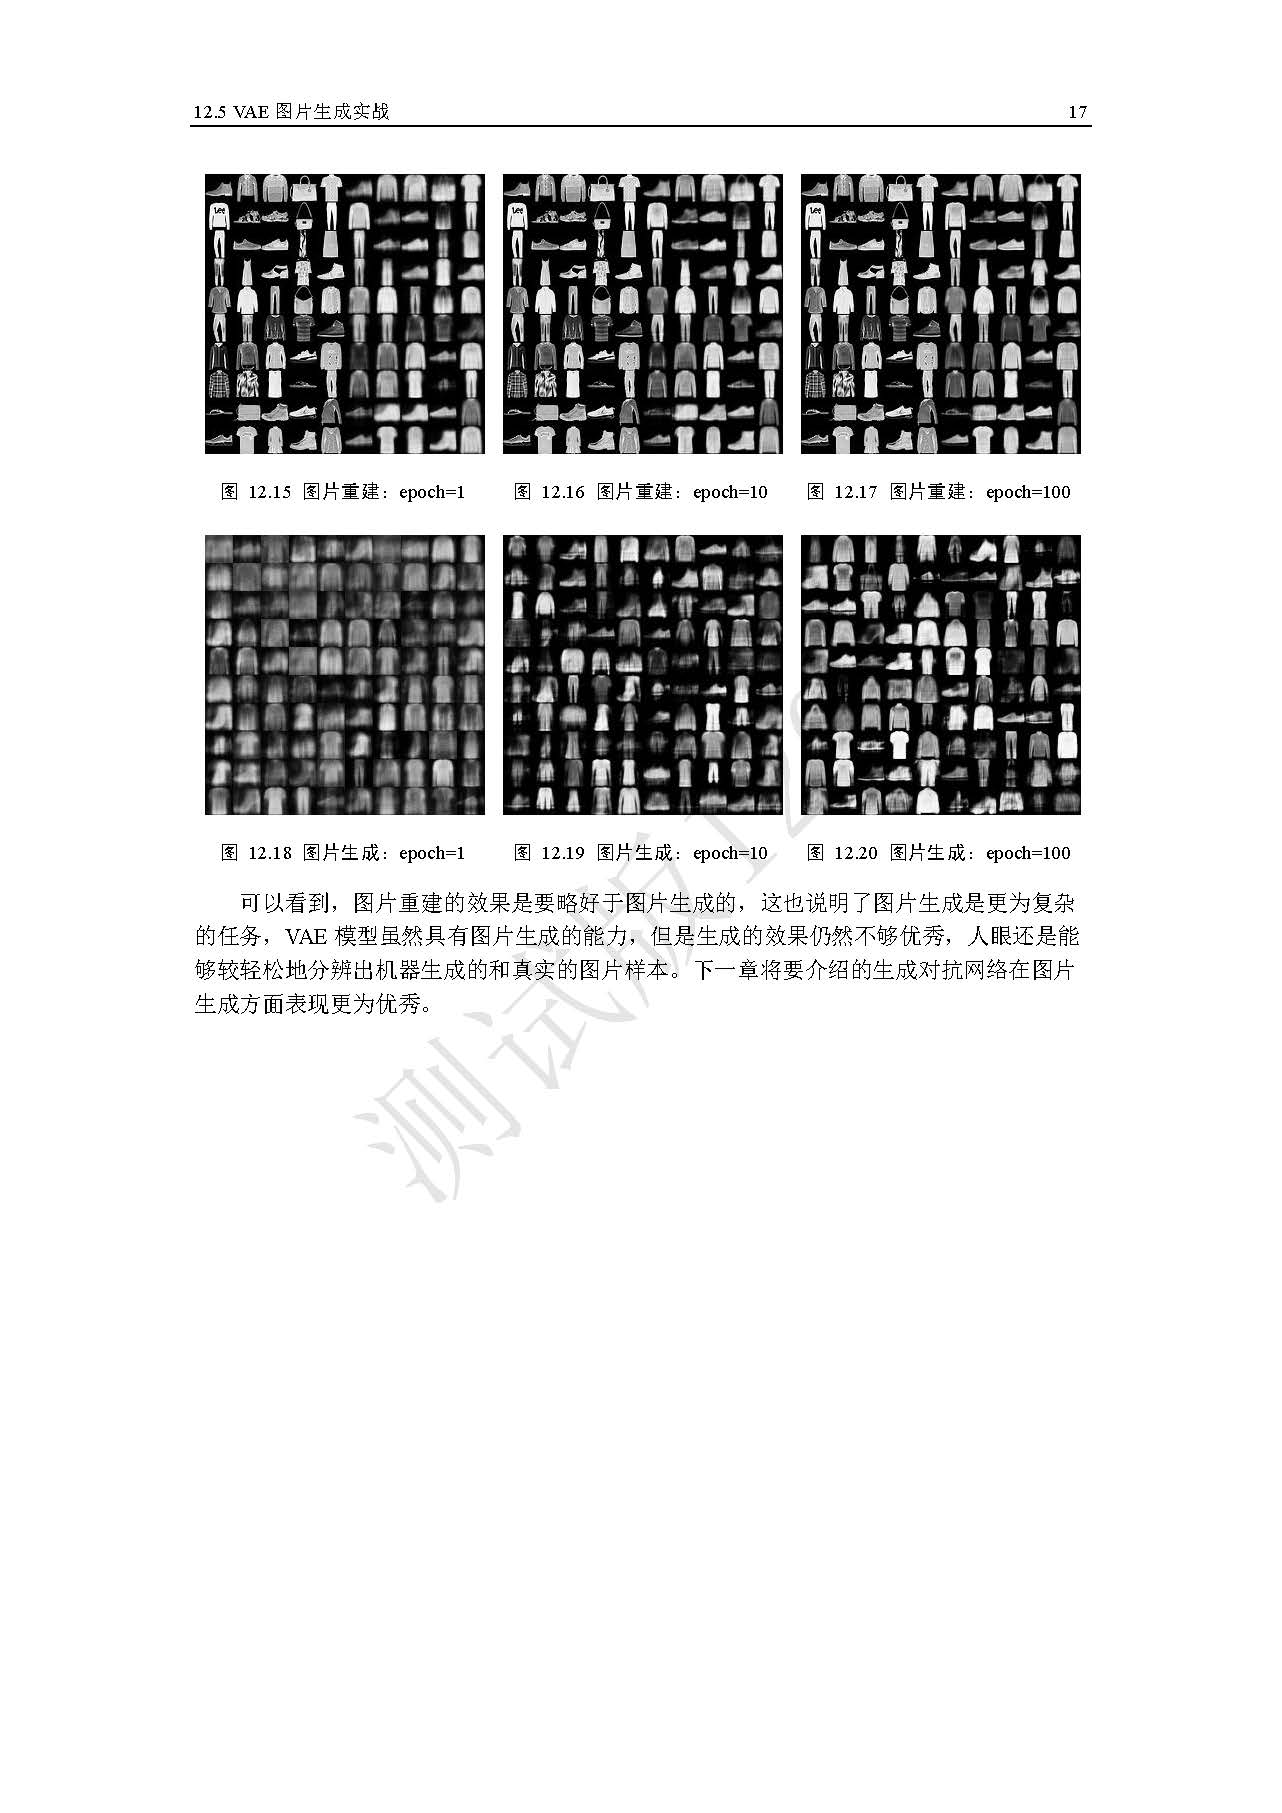 12.5 VAE 图片生成实战 17
Lee Lee Lee
图 12.15 图片重建：epoch=1 图 12.16 图片重建：epoch=10 图 12.17 图片重建：epoch=100
图 12.18 图片生成：epoch=1 图 12.19 图片生成：epoch=10 图 12.20 图片生成：epoch=100
可以看到，图片重建的效果是要略好于图片生成的，这也说明了图片生成是更为复杂
的任务，VAE 模型虽然具有图片生成的能力，但是生成的效果仍然不够优秀，人眼还是能
够较轻松地分辨出机器生成的和真实的图片样本。下一章将要介绍的生成对抗网络在图片
生成方面表现更为优秀。
测试版12